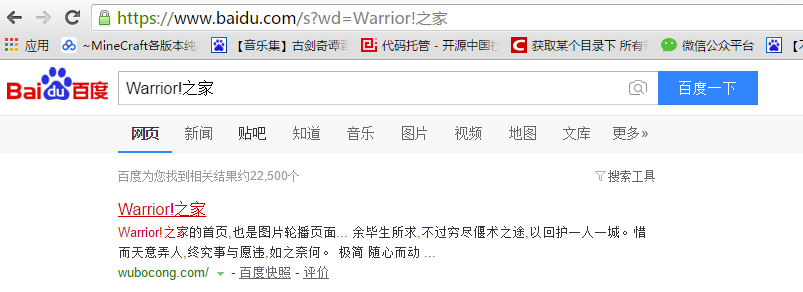 https://www.baidu.com/s?wd=Warrior!之家
应用 ~MineCraft各版本纯 【音乐集】古剑奇谭音 代码托管 - 开源中国社 获取某个目录下 所有 微信公众平台 【不
Bai du 百度 Warrior!之家 百度一下
网页 新闻 贴吧 知道 音乐 图片 视频 地图 文库 更多»
百度为您找到相关结果约22,500个 搜索工具
Warrior!之家
Warrior!之家的首页,也是图片轮播页面... 余毕生所求,不过穷尽偃术之途,以回护一人一城。惜
而天意弄人,终究事与愿违,如之奈何。 极简 随心而动 ...
wubocong.com/ - 百度快照 - 评价